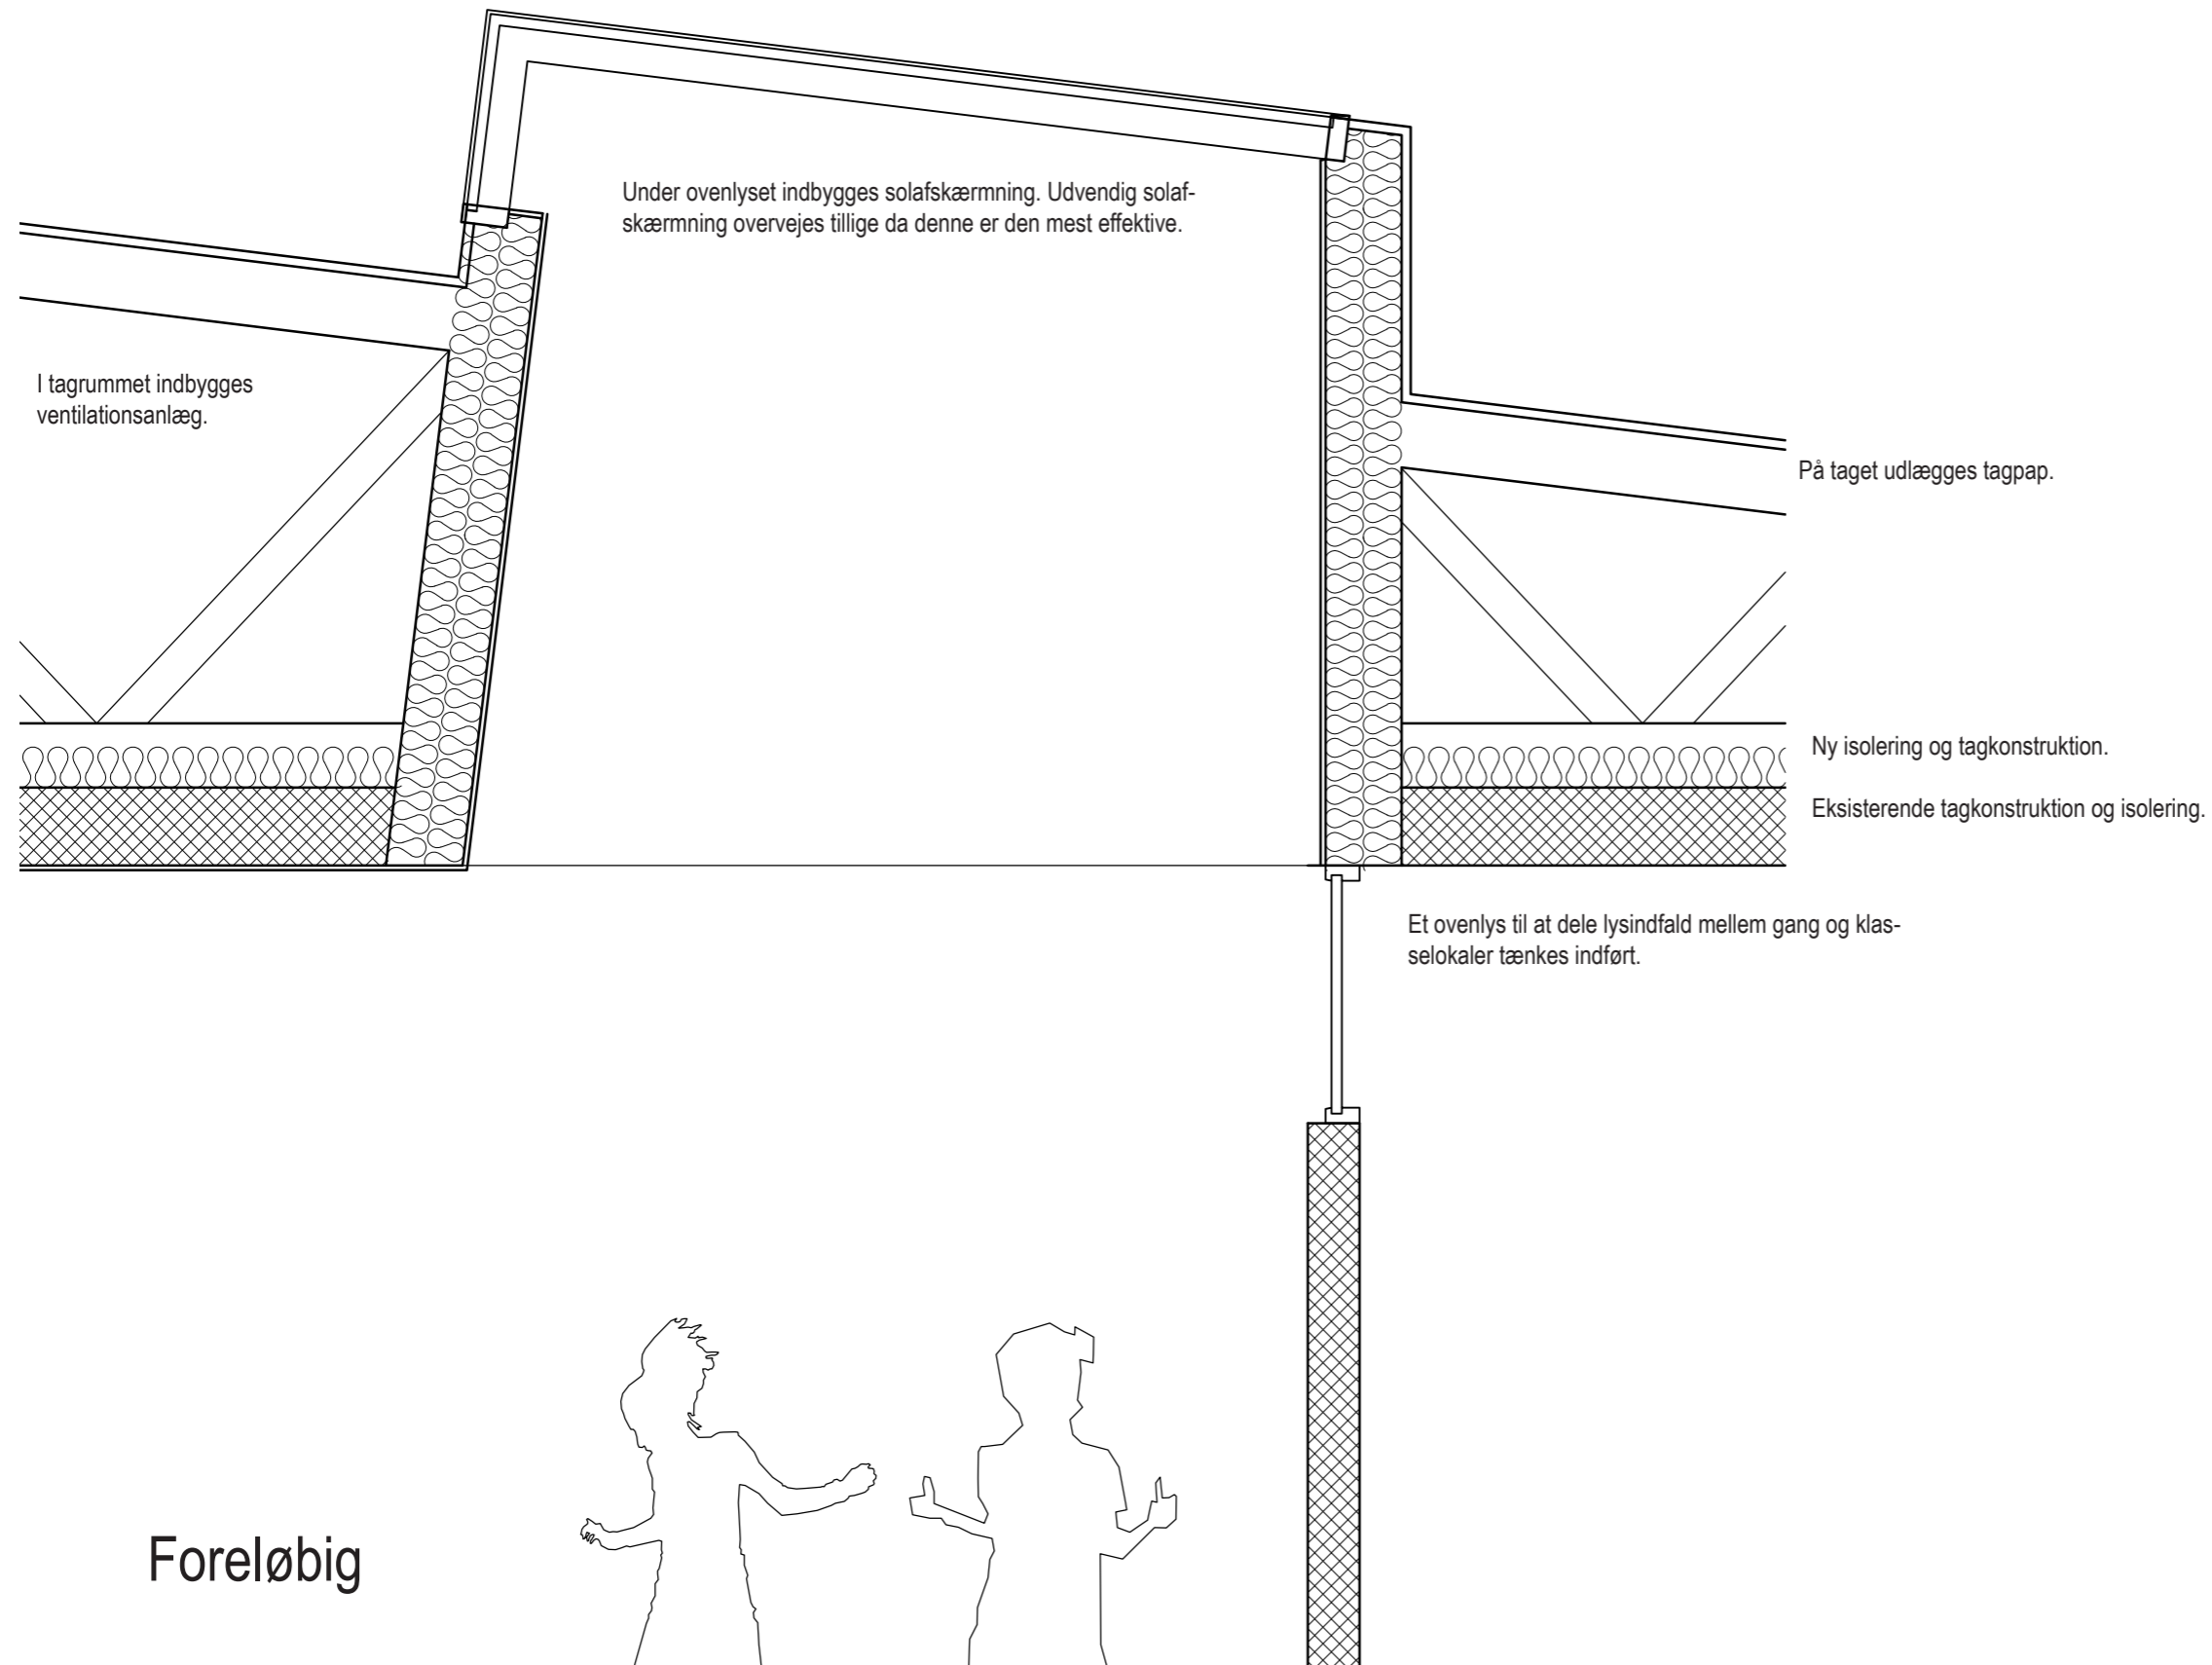 Under ovenlyset indbygges solafskærmning. Udvendig solaf-
skærmning overvejes tillige da denne er den mest effektive.
I tagrummet indbygges
ventilationsanlæg.
På taget udlægges tagpap.
Ny isolering og tagkonstruktion.
Eksisterende tagkonstruktion og isolering.
Et ovenlys til at dele lysindfald mellem gang og klas-
selokaler tænkes indført.
Foreløbig